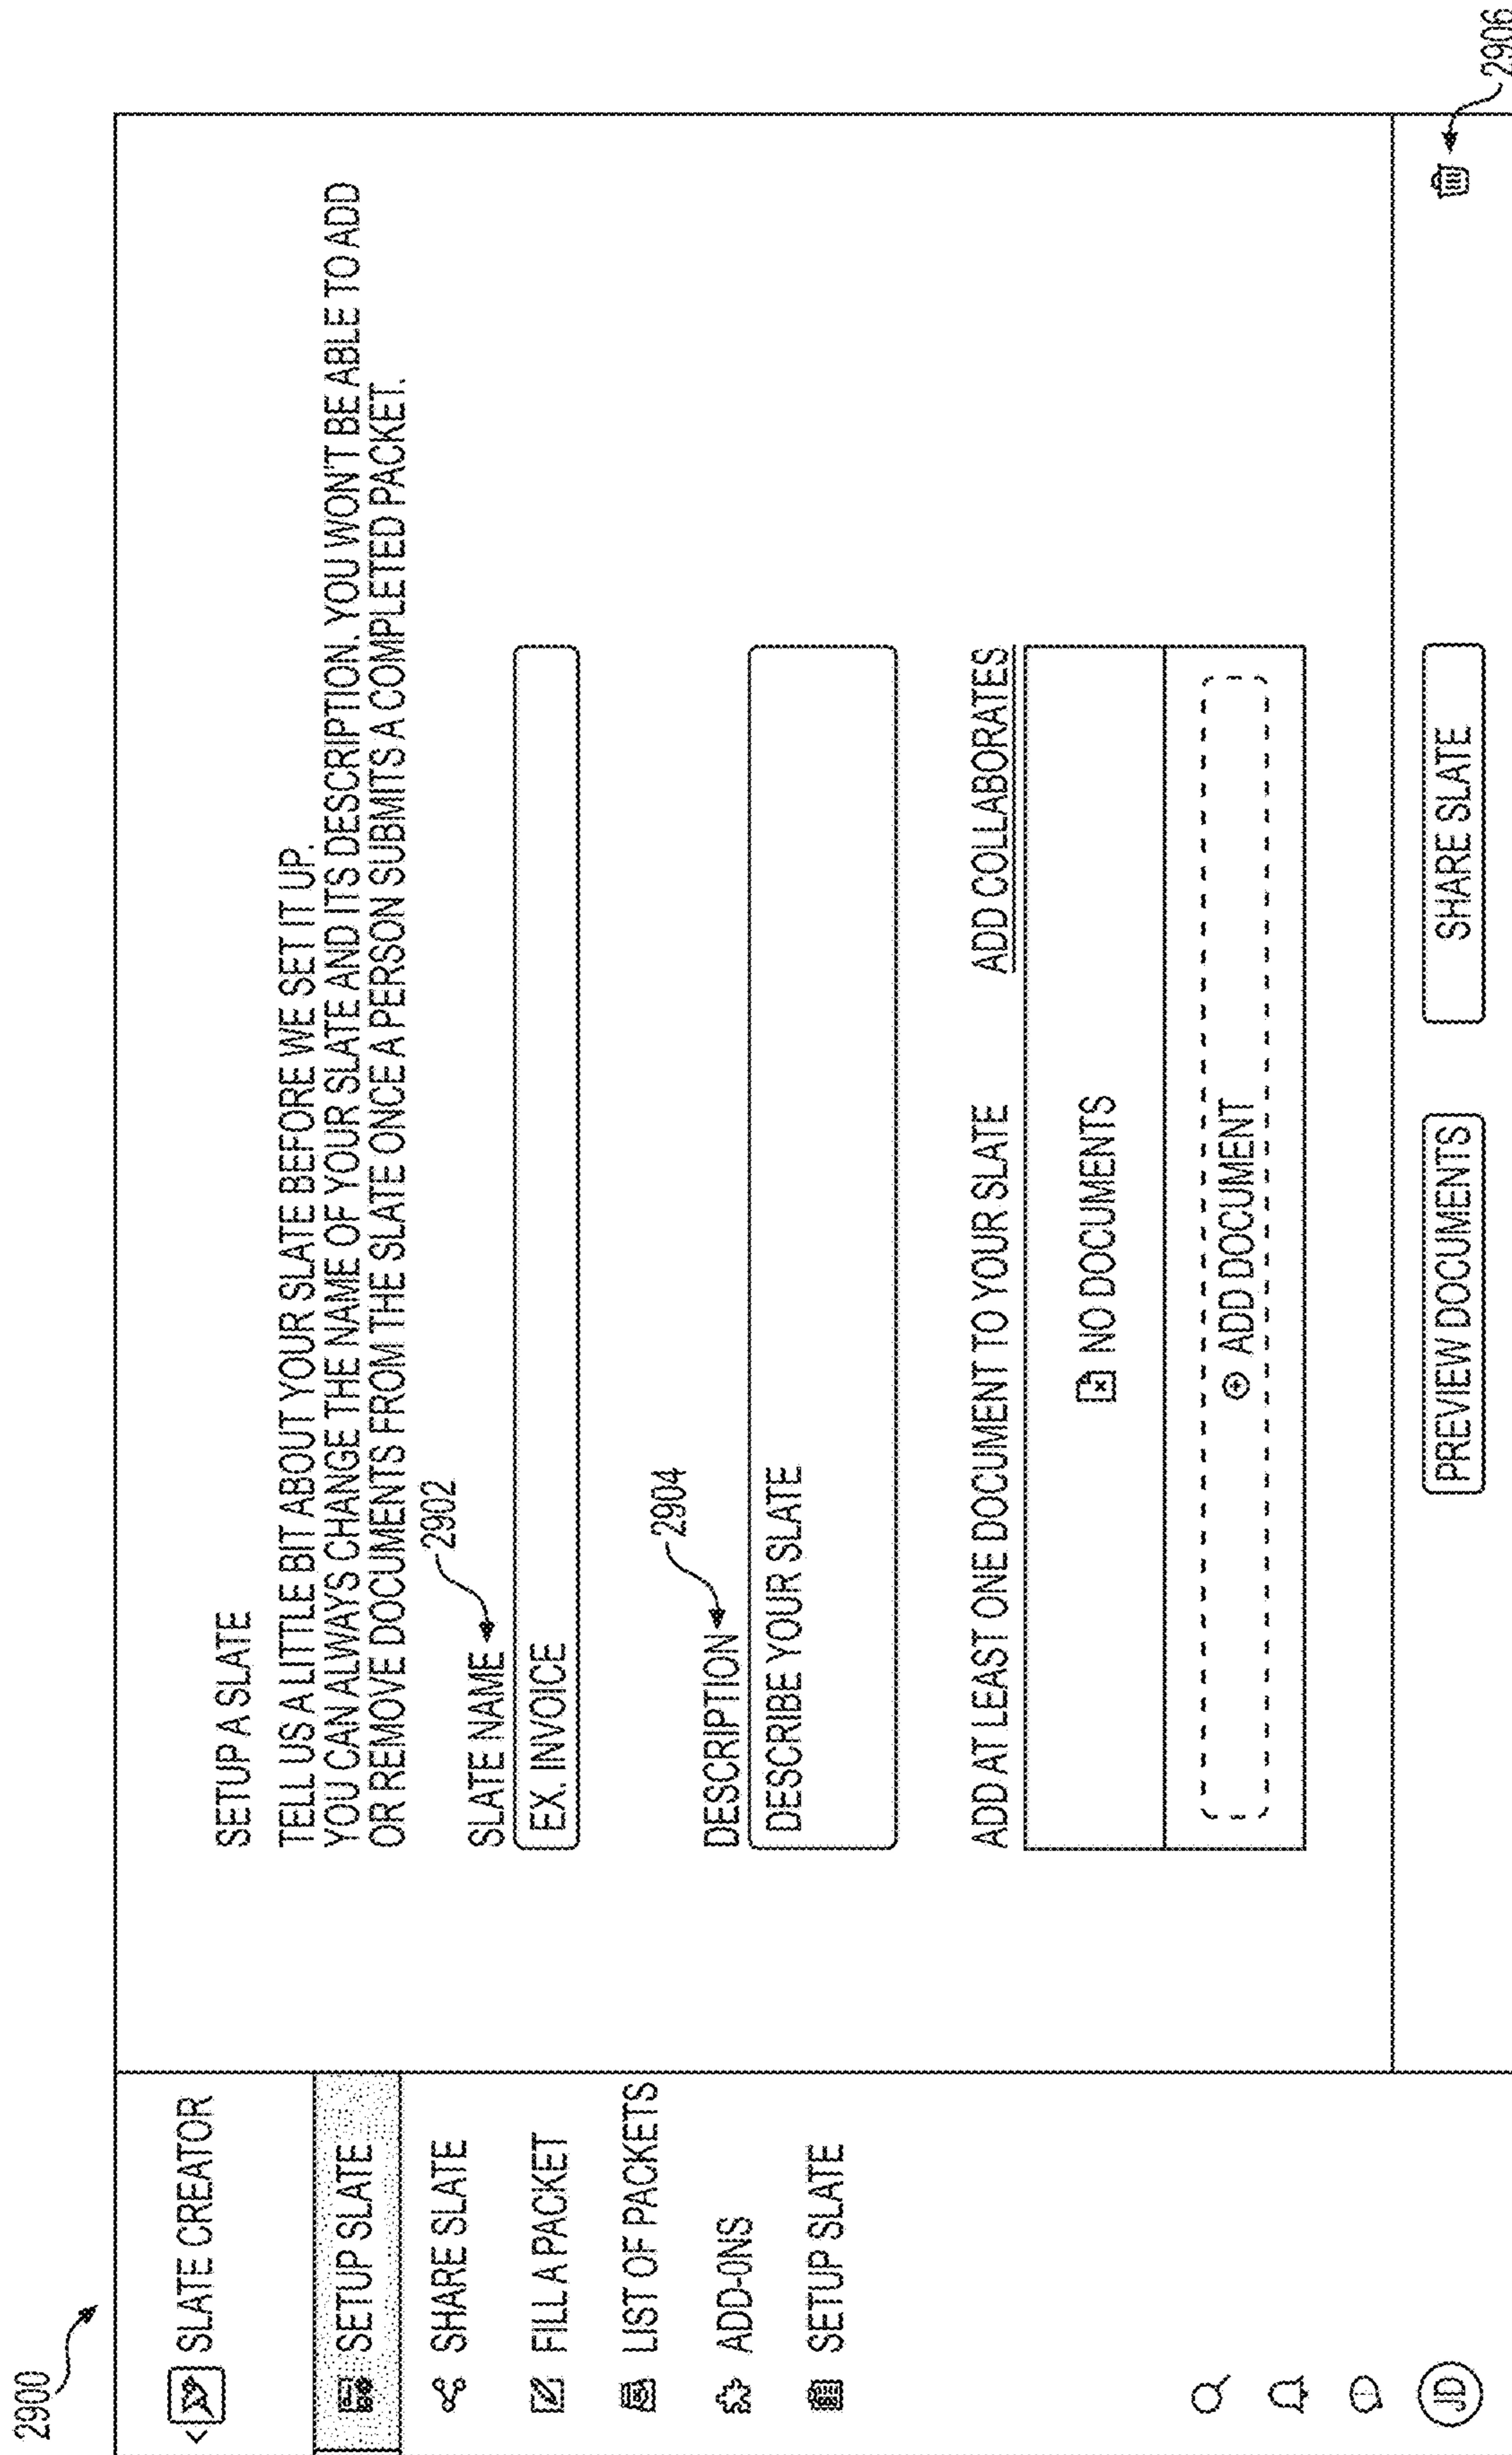 2900
SLATE CREATOR
SETUP SLATE
SHARE SLATE
FILL A PACKET
LIST OF PACKETS
ADD-ONS
SETUP SLATE
JD
SETUP A SLATE
TELL US A LITTLE BIT ABOUT YOUR SLATE BEFORE WE SET IT UP.
YOU CAN ALWAYS CHANGE THE NAME OF YOUR SLATE AND ITS DESCRIPTION. YOU WON'T BE ABLE TO ADD
OR REMOVE DOCUMENTS FROM THE SLATE ONCE A PERSON SUBMITS A COMPLETED PACKET.
2902
SLATE NAME
EX. INVOICE
2904
DESCRIPTION
DESCRIBE YOUR SLATE
ADD AT LEAST ONE DOCUMENT TO YOUR SLATE ADD COLLABORATES
NO DOCUMENTS
ADD DOCUMENT
PREVIEW DOCUMENTS SHARE SLATE
2906